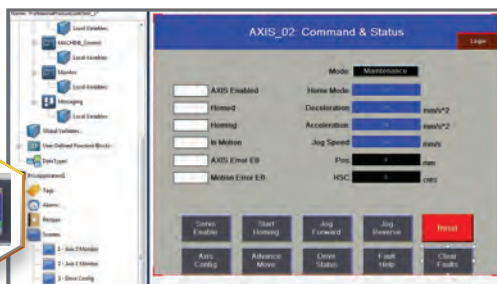 Local Variables
MACHINE_Control
Local Variables
Monitor
Local Variables
Messaging
Local Variables
Global Variables
User Defined Function Blocks
DataTypes
Tags
Alarms
Recipes
Screens
1 - Axis 2 Monitor
2 - Axis 1 Monitor
3 - Drive Config
AXIS_02: Command & Status
Login
Mode Maintenance
AXIS Enabled Home Mode
Homed Deceleration mm/s^2
Homing Acceleration mm/s^2
In Motion Jog Speed mm/s
AXIS Error EB Pos. mm
Motion Error EB HSC cnts
Servo Enable
Start Homing
Jog Forward
Jog Reverse
Reset
Axis Config
Advance Move
Drive Status
Fault Help
Clear Faults